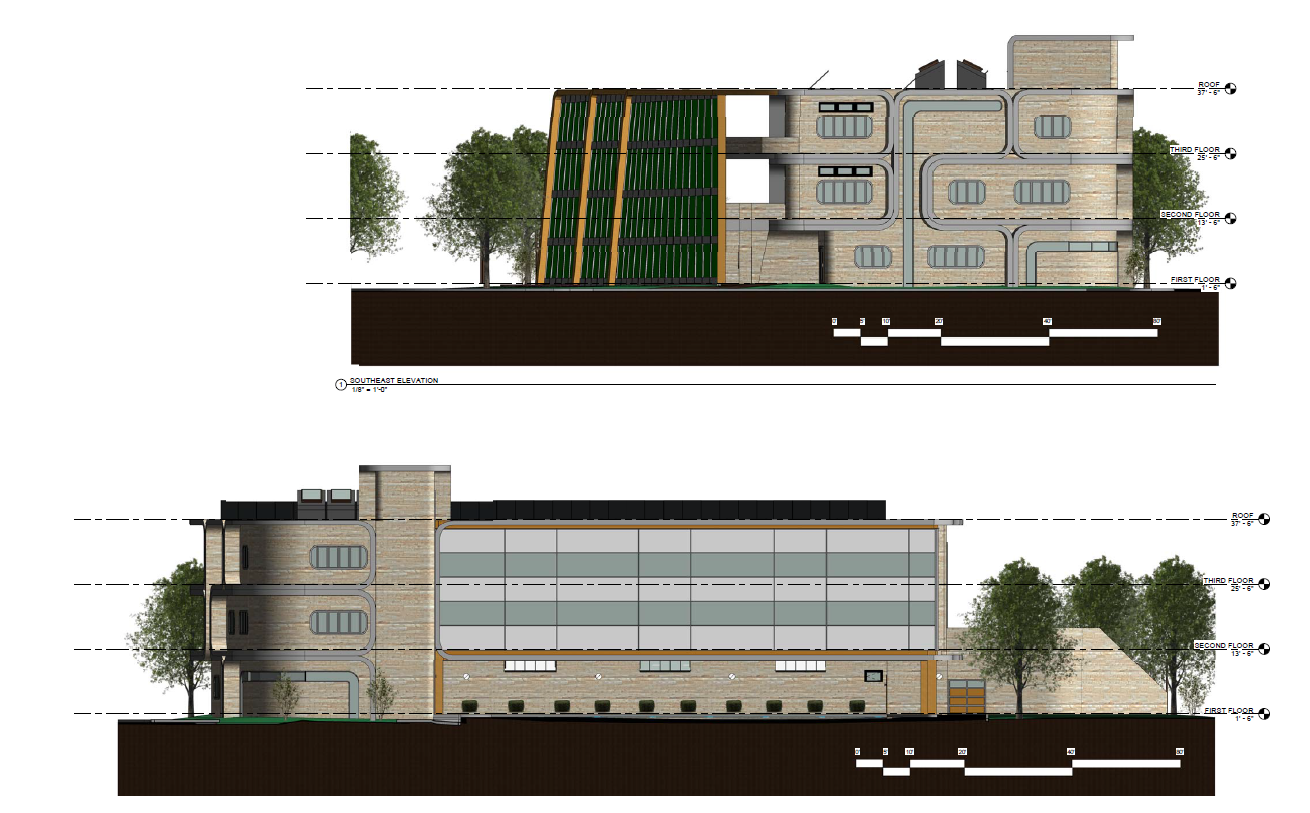 ROOF
37' - 6"
THIRD FLOOR
25' - 6"
SECOND FLOOR
13' - 6"
FIRST FLOOR
1' - 6"
0' 5' 10' 20' 40' 80'
1 SOUTHEAST ELEVATION
1/8" = 1'-0"
ROOF
37' - 6"
THIRD FLOOR
25' - 6"
SECOND FLOOR
13' - 6"
FIRST FLOOR
1' - 6"
0' 5' 10' 20' 40' 80'